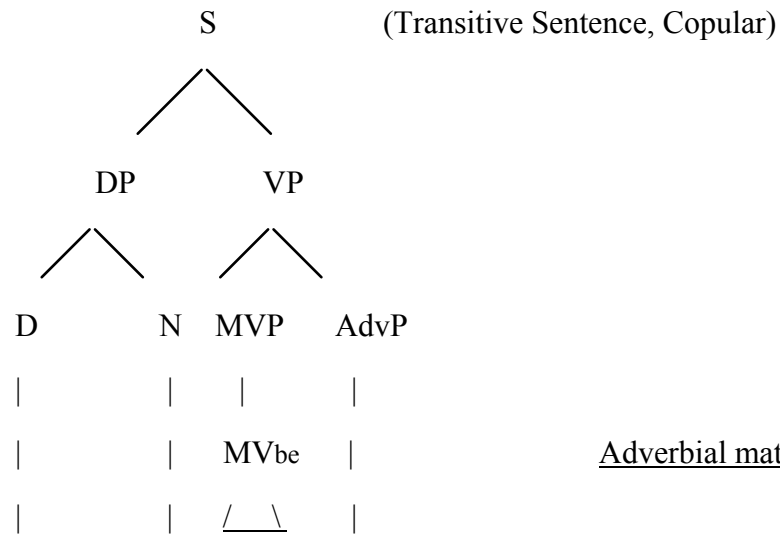 S (Transitive Sentence, Copular)
DP VP
D N MVP AdvP
| | | |
| | MVbe | Adverbial mat
| | / \ |